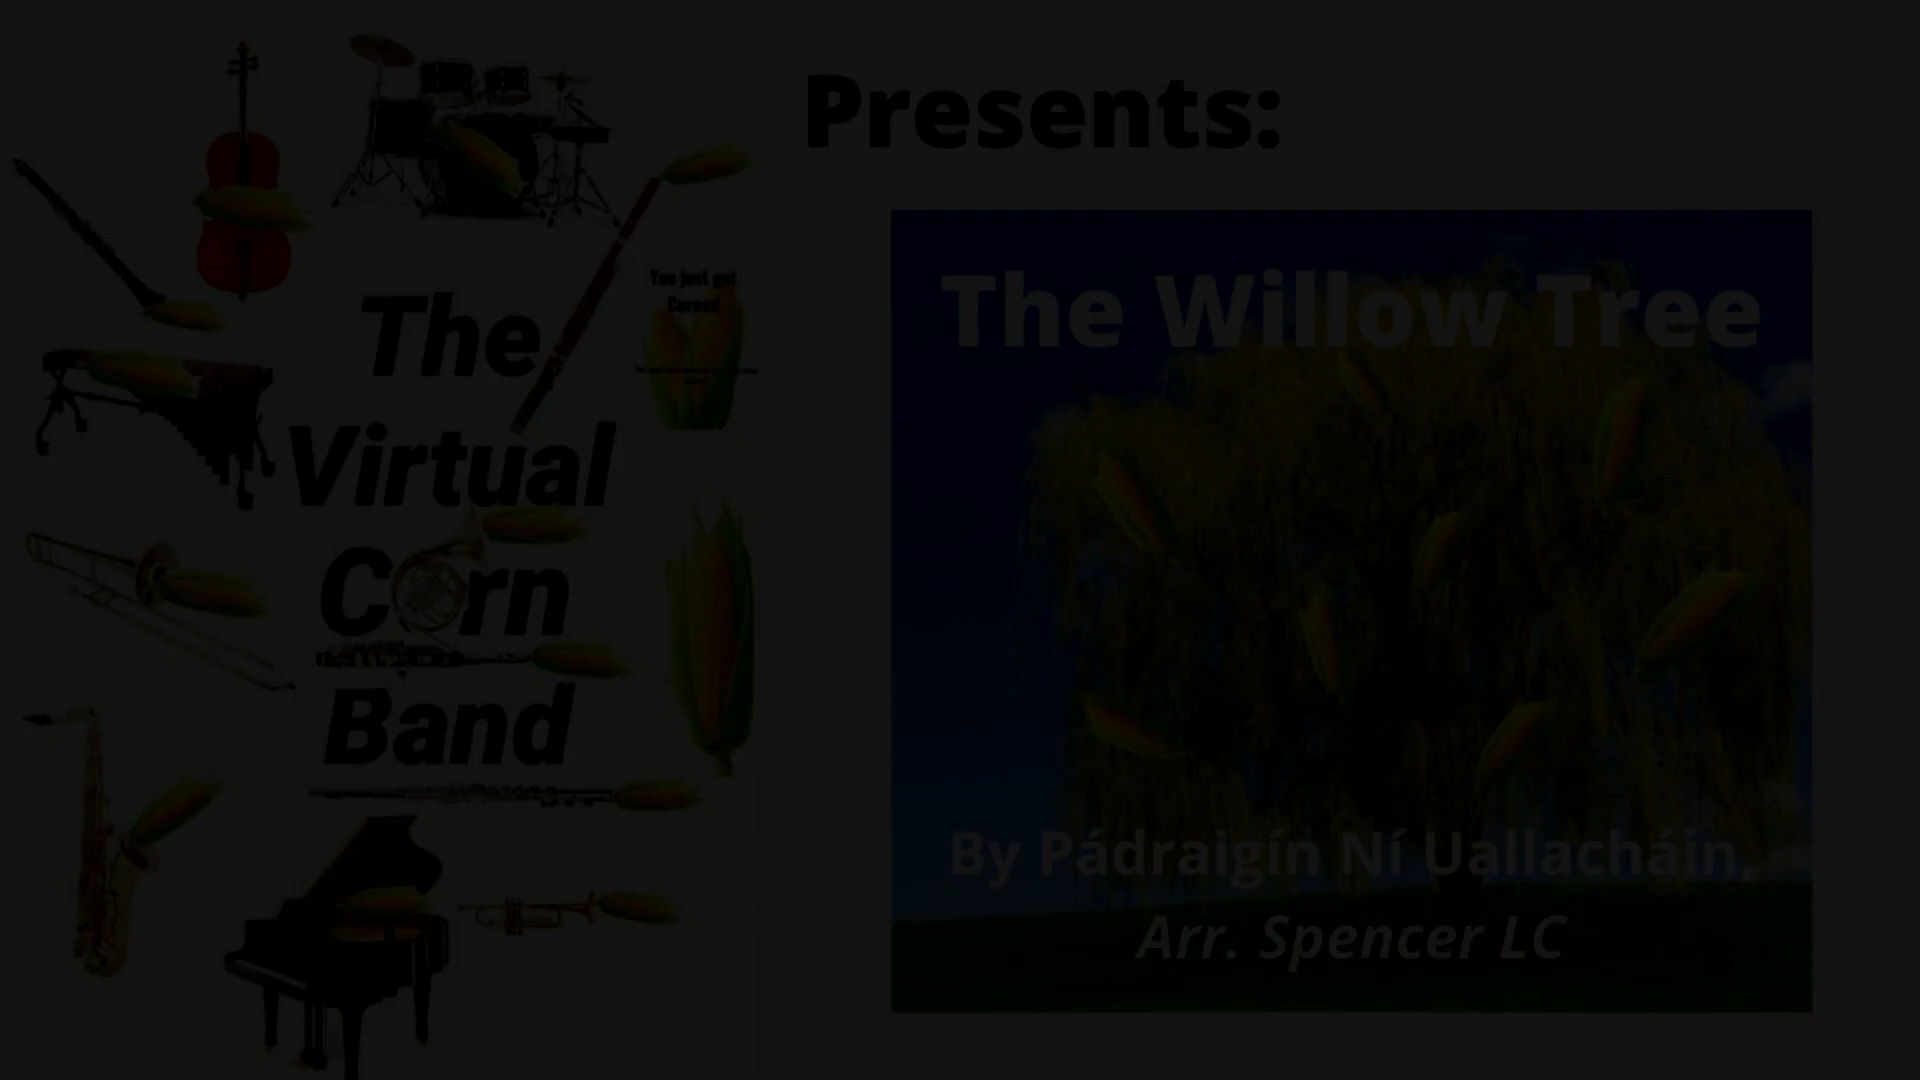 The
Virtual
Corn
Band
You just got
Corned
Presents:
The Willow Tree
By Pádraigín Ní Uallacháin,
Arr. Spencer LC